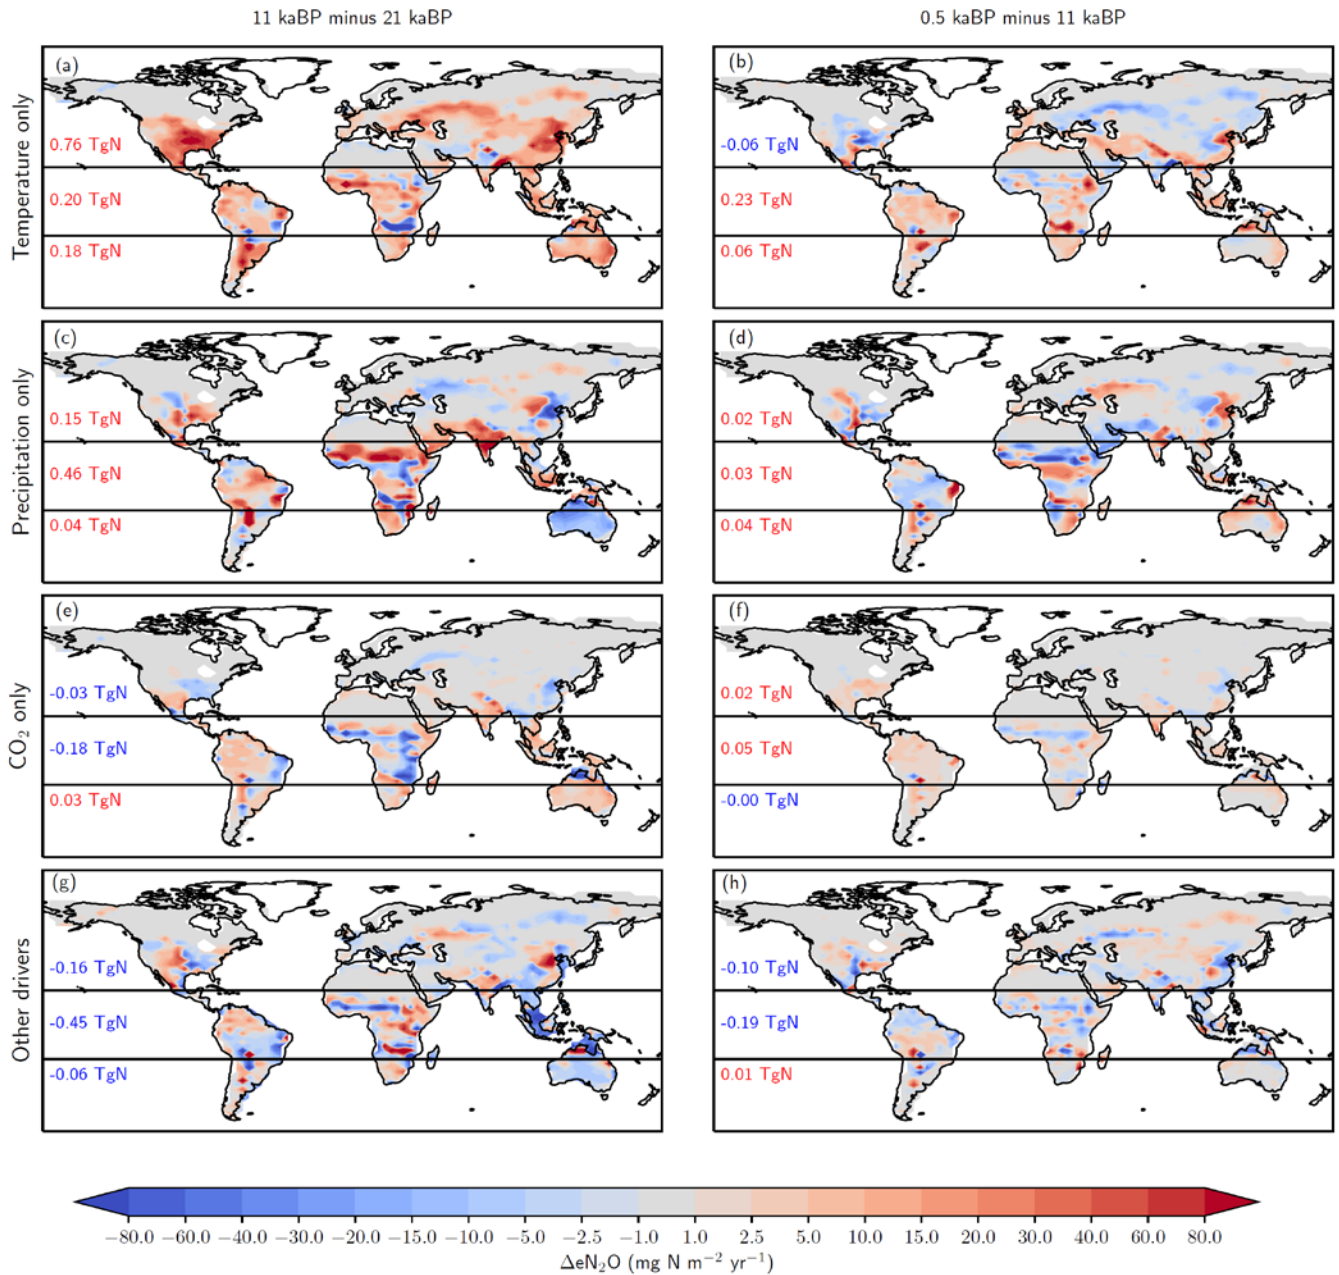 11 kaBP minus 21 kaBP
0.5 kaBP minus 11 kaBP
Temperature only
(a)
0.76 TgN
0.20 TgN
0.18 TgN
(b)
-0.06 TgN
0.23 TgN
0.06 TgN
Precipitation only
(c)
0.15 TgN
0.46 TgN
0.04 TgN
(d)
0.02 TgN
0.03 TgN
0.04 TgN
CO₂ only
(e)
-0.03 TgN
-0.18 TgN
0.03 TgN
(f)
0.02 TgN
0.05 TgN
-0.00 TgN
Other drivers
(g)
-0.16 TgN
-0.45 TgN
-0.06 TgN
(h)
-0.10 TgN
-0.19 TgN
0.01 TgN
−80.0 −60.0 −40.0 −30.0 −20.0 −15.0 −10.0 −5.0 −2.5 −1.0 1.0 2.5 5.0 10.0 15.0 20.0 30.0 40.0 60.0 80.0
ΔeN₂O (mg N m⁻² yr⁻¹)